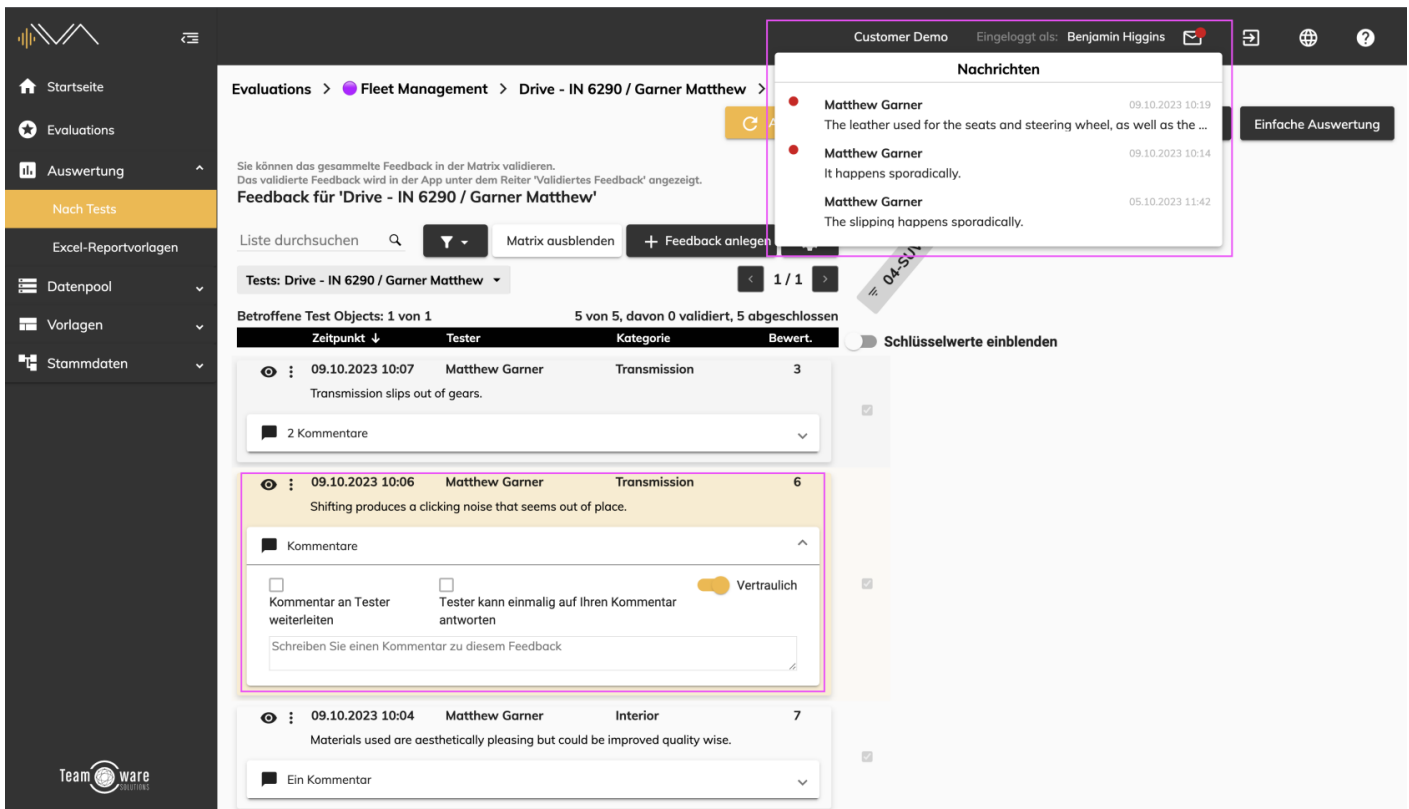 Customer Demo Eingeloggt als: Benjamin Higgins
Startseite
Evaluations
Auswertung
Nach Tests
Excel-Reportvorlagen
Datenpool
Vorlagen
Stammdaten
Team ware
SOLUTIONS
Evaluations > Fleet Management > Drive - IN 6290 / Garner Matthew >
Nachrichten
Matthew Garner 09.10.2023 10:19
The leather used for the seats and steering wheel, as well as the ...
Matthew Garner 09.10.2023 10:14
It happens sporadically.
Matthew Garner 05.10.2023 11:42
The slipping happens sporadically.
Einfache Auswertung
Sie können das gesammelte Feedback in der Matrix validieren.
Das validierte Feedback wird in der App unter dem Reiter 'Validiertes Feedback' angezeigt.
Feedback für 'Drive - IN 6290 / Garner Matthew'
Liste durchsuchen
Matrix ausblenden
+ Feedback anlegen
Tests: Drive - IN 6290 / Garner Matthew
< 1 / 1 >
Betroffene Test Objects: 1 von 1 5 von 5, davon 0 validiert, 5 abgeschlossen
Zeitpunkt ↓ Tester Kategorie Bewert.
Schlüsselwerte einblenden
09.10.2023 10:07 Matthew Garner Transmission 3
Transmission slips out of gears.
2 Kommentare
09.10.2023 10:06 Matthew Garner Transmission 6
Shifting produces a clicking noise that seems out of place.
Kommentare
Kommentar an Tester
weiterleiten
Tester kann einmalig auf Ihren Kommentar
antworten
Vertraulich
Schreiben Sie einen Kommentar zu diesem Feedback
09.10.2023 10:04 Matthew Garner Interior 7
Materials used are aesthetically pleasing but could be improved quality wise.
Ein Kommentar